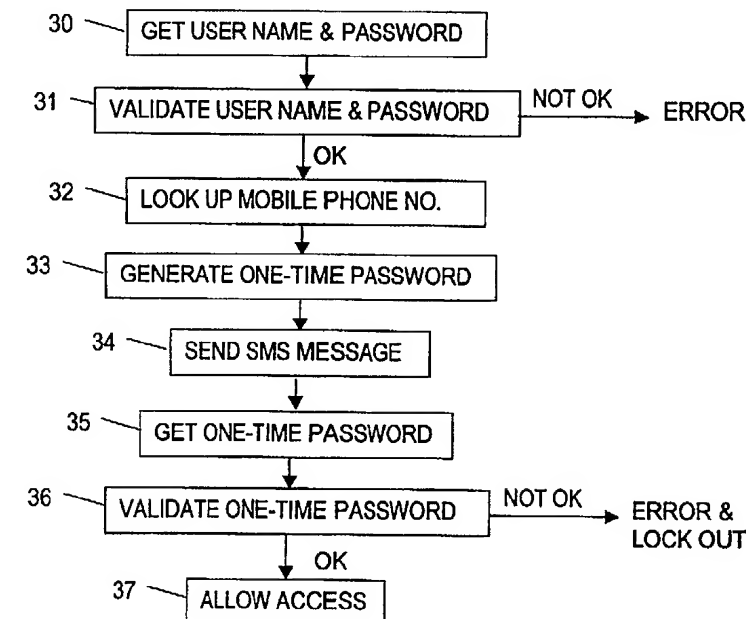 30 GET USER NAME & PASSWORD
31 VALIDATE USER NAME & PASSWORD NOT OK ERROR
OK
32 LOOK UP MOBILE PHONE NO.
33 GENERATE ONE-TIME PASSWORD
34 SEND SMS MESSAGE
35 GET ONE-TIME PASSWORD
36 VALIDATE ONE-TIME PASSWORD NOT OK ERROR &
LOCK OUT
OK
37 ALLOW ACCESS